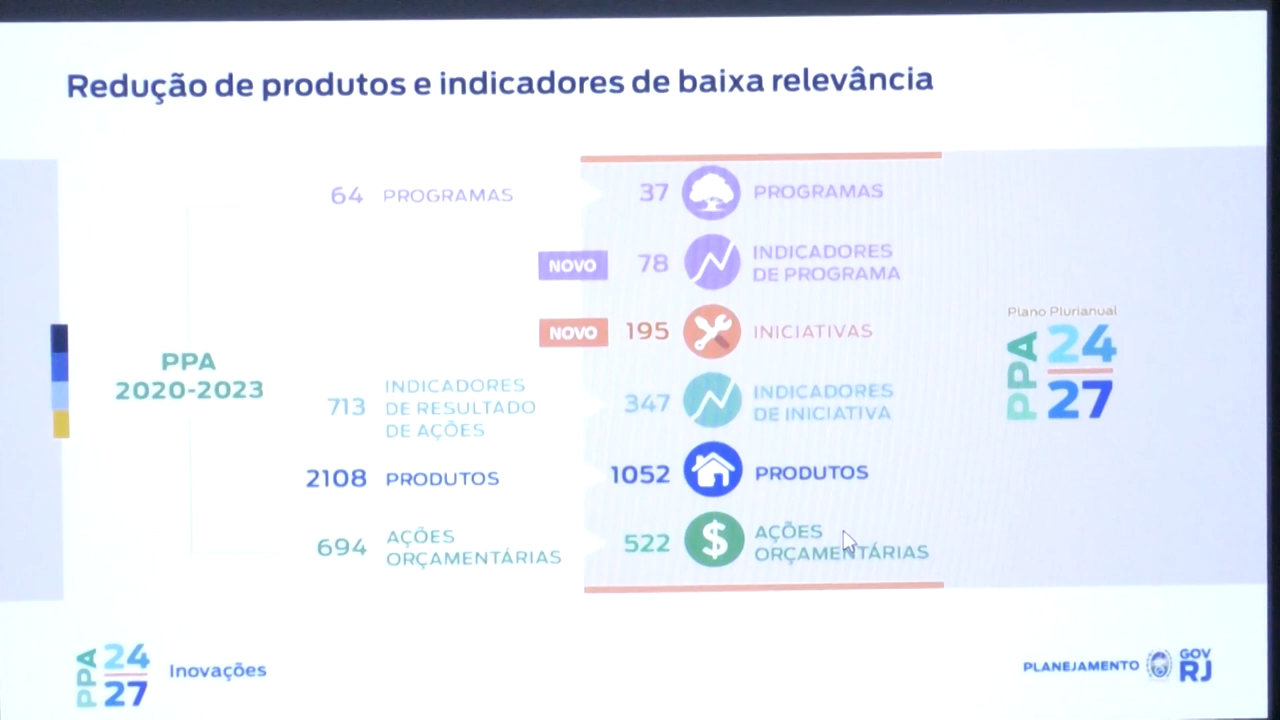 Redução de produtos e indicadores de baixa relevância
64 PROGRAMAS
37 PROGRAMAS
NOVO 78 INDICADORES
DE PROGRAMA
NOVO 195 INICIATIVAS
Plano Plurianual
PPA 24
27
PPA
2020-2023
713 INDICADORES
DE RESULTADO
DE AÇÕES
347 INDICADORES
DE INICIATIVA
2108 PRODUTOS
1052 PRODUTOS
694 AÇÕES
ORÇAMENTÁRIAS
522 AÇÕES
ORÇAMENTÁRIAS
PPA 24
27
Inovações
PLANEJAMENTO
GOV
RJ